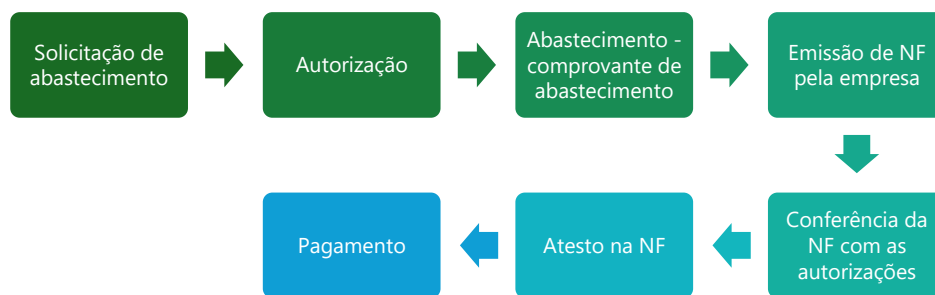 Solicitação de
abastecimento
Autorização
Abastecimento -
comprovante de
abastecimento
Emissão de NF
pela empresa
Conferência da
NF com as
autorizações
Atesto na NF
Pagamento